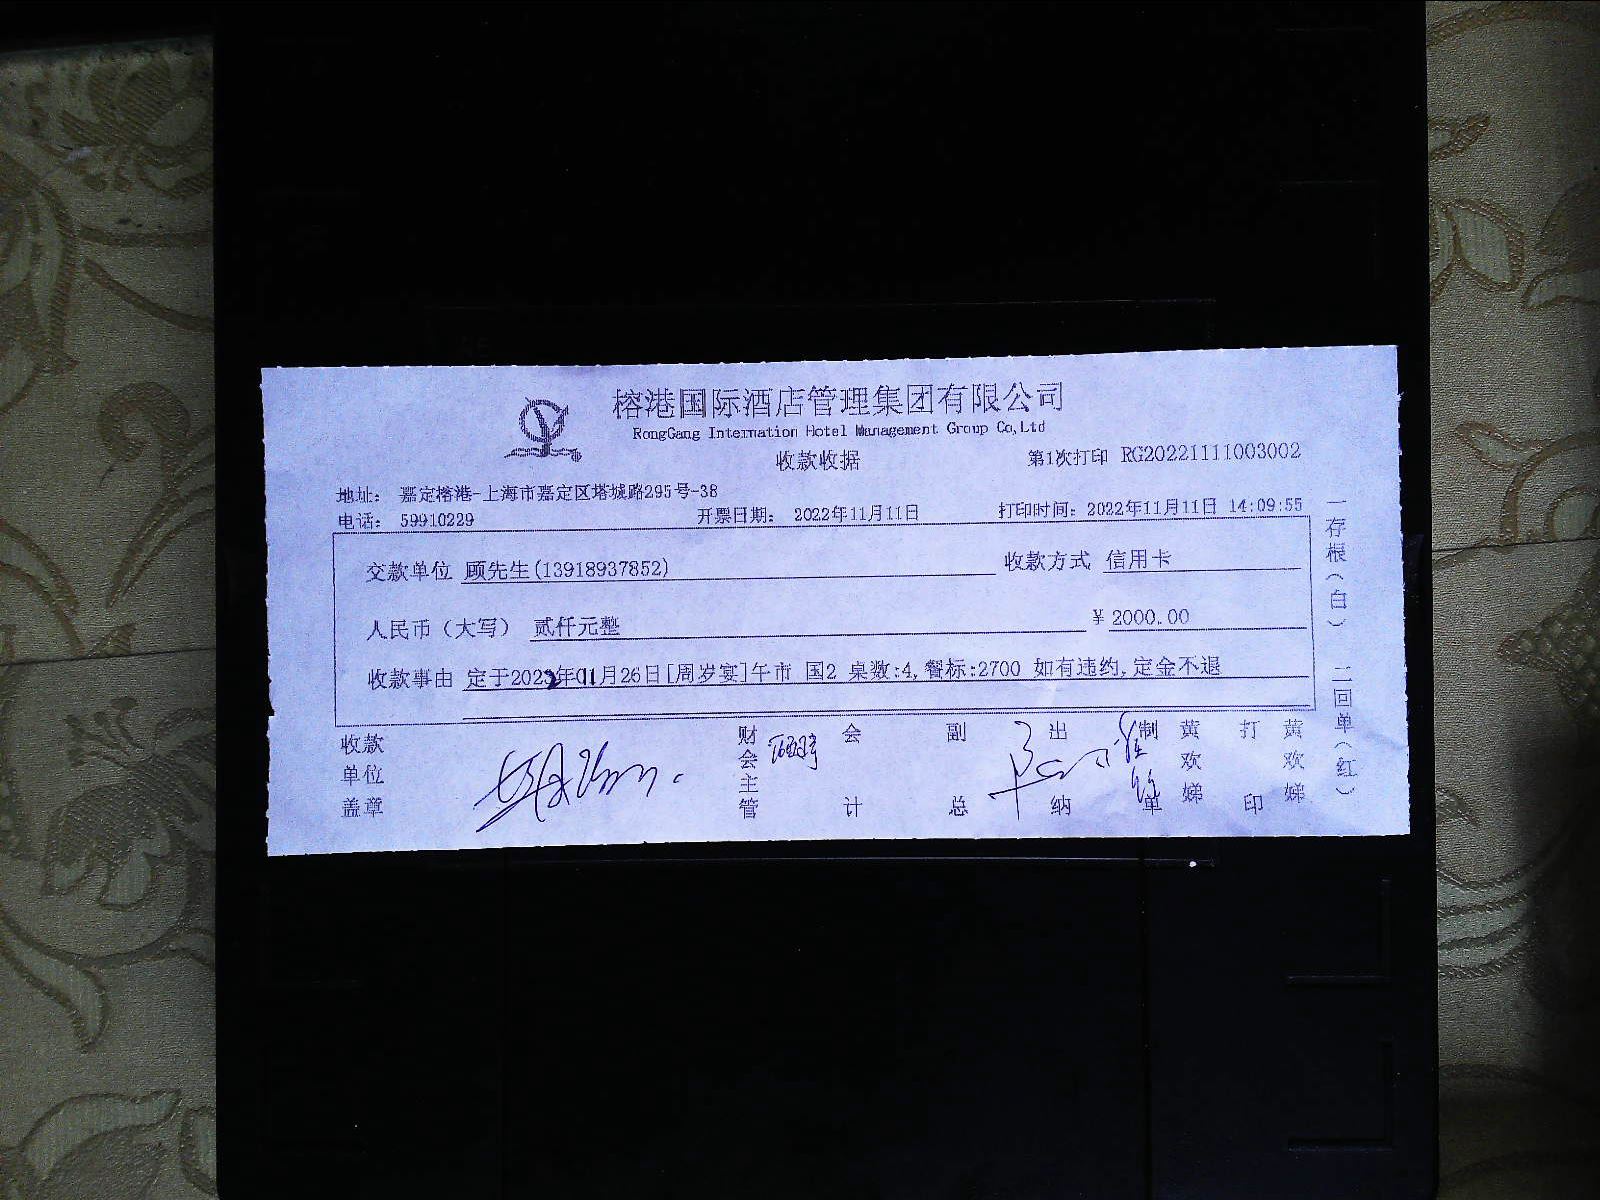 榕港国际酒店管理集团有限公司
RongGang Internation Hotel Management Group Co,Ltd
收款收据
第1次打印 RG20221111003002
地址： 嘉定榕港-上海市嘉定区塔城路295号-38
电话： 59910229 开票日期： 2022年11月11日 打印时间：2022年11月11日 14:09:55
交款单位 顾先生(13918937852) 收款方式 信用卡
人民币（大写） 贰仟元整 ￥2000.00
收款事由 定于2022年01月26日[周岁宴]午市 国2 桌数:4,餐标:2700 如有违约,定金不退
收款单位盖章 财会主管 会计 副总 出纳 制单 黄欢娣 打印 黄欢娣
一存根（白） 二回单（红）